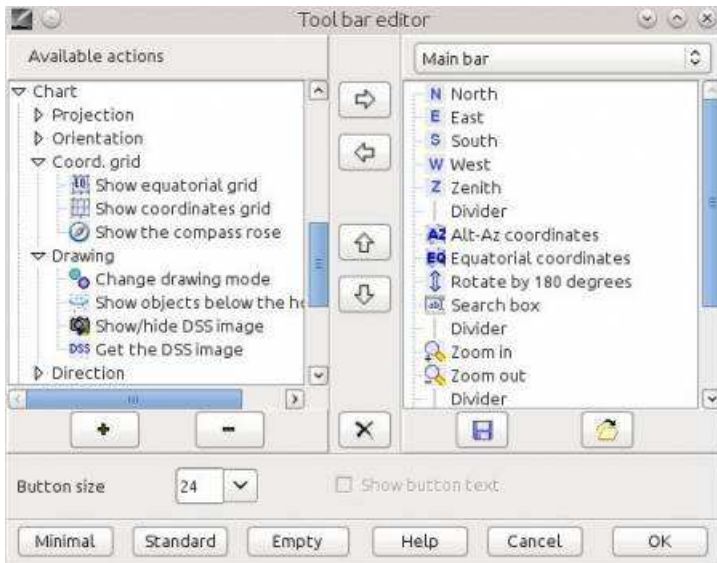 Tool bar editor
Available actions
Main bar
Chart
Projection
Orientation
Coord. grid
Show equatorial grid
Show coordinates grid
Show the compass rose
Drawing
Change drawing mode
Show objects below the
Show/hide DSS image
DSS Get the DSS image
Direction
N North
E East
S South
W West
Z Zenith
Divider
AZ Alt-Az coordinates
EQ Equatorial coordinates
Rotate by 180 degrees
ab Search box
Divider
Zoom in
Zoom out
Divider
+
-
Button size
24
Show button text
Minimal
Standard
Empty
Help
Cancel
OK